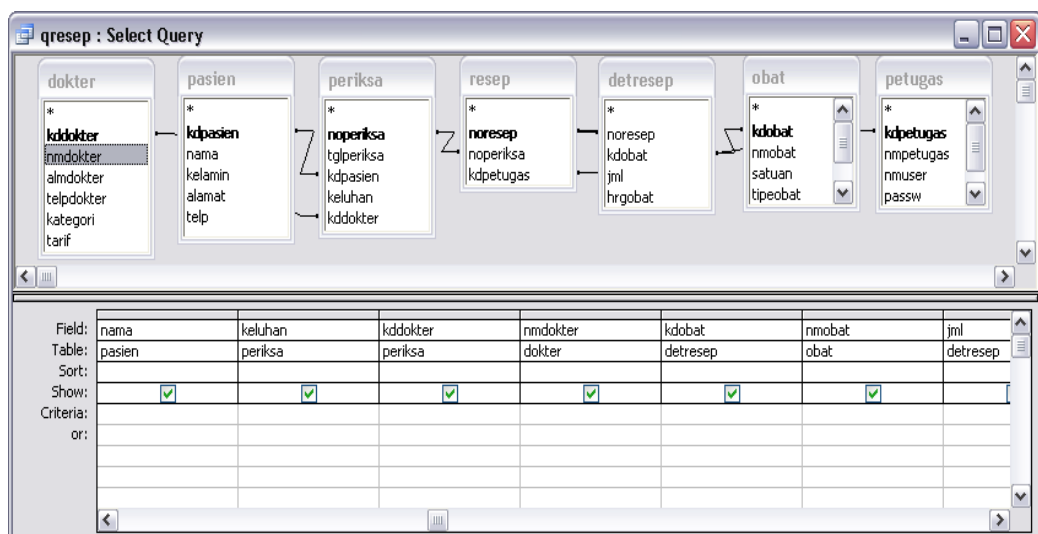 qresep : Select Query
dokter
*
kddokter
nmdokter
almdokter
telpdokter
kategori
tarif
pasien
*
kdpasien
nama
kelamin
alamat
telp
periksa
*
noperiksa
tglperiksa
kdpasien
keluhan
kddokter
resep
*
noresep
noperiksa
kdpetugas
detresep
*
noresep
kdobat
jml
hrgobat
obat
*
kdobat
nmobat
satuan
tipeobat
petugas
*
kdpetugas
nmpetugas
nmuser
passw
Field: nama keluhan kddokter nmdokter kdobat nmobat jml
Table: pasien periksa periksa dokter detresep obat detresep
Sort:
Show:
Criteria:
or: